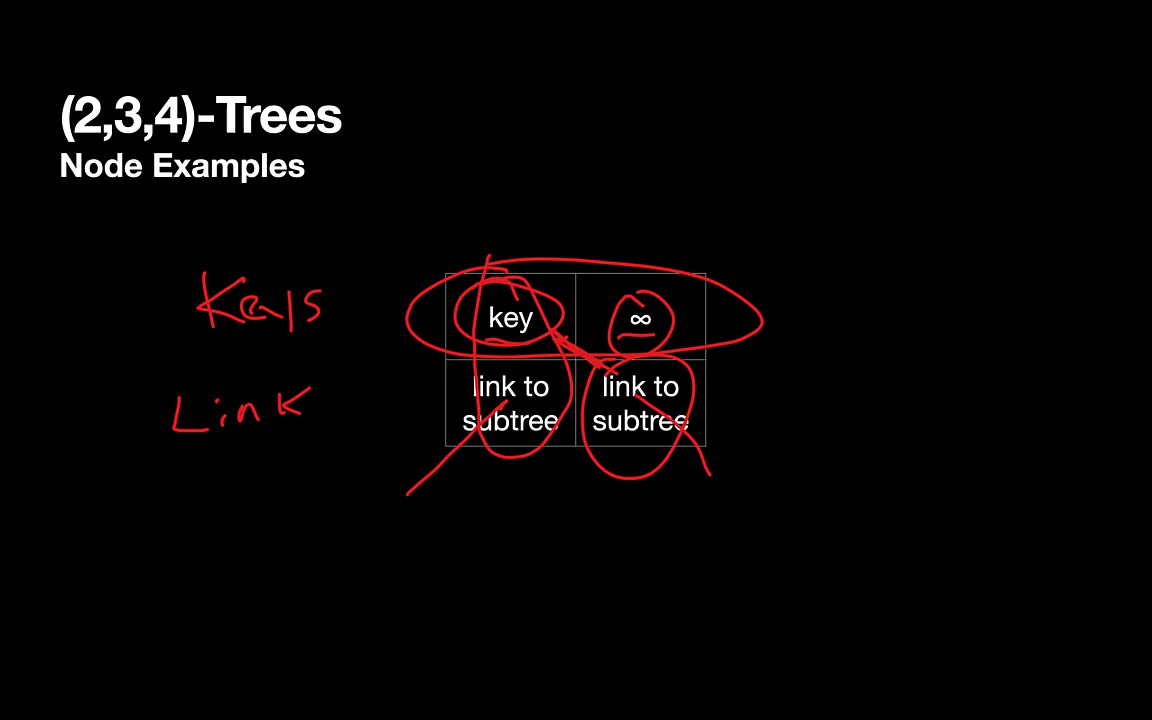 (2,3,4)-Trees
Node Examples
Keys
key ∞
Link
link to link to
subtree subtree